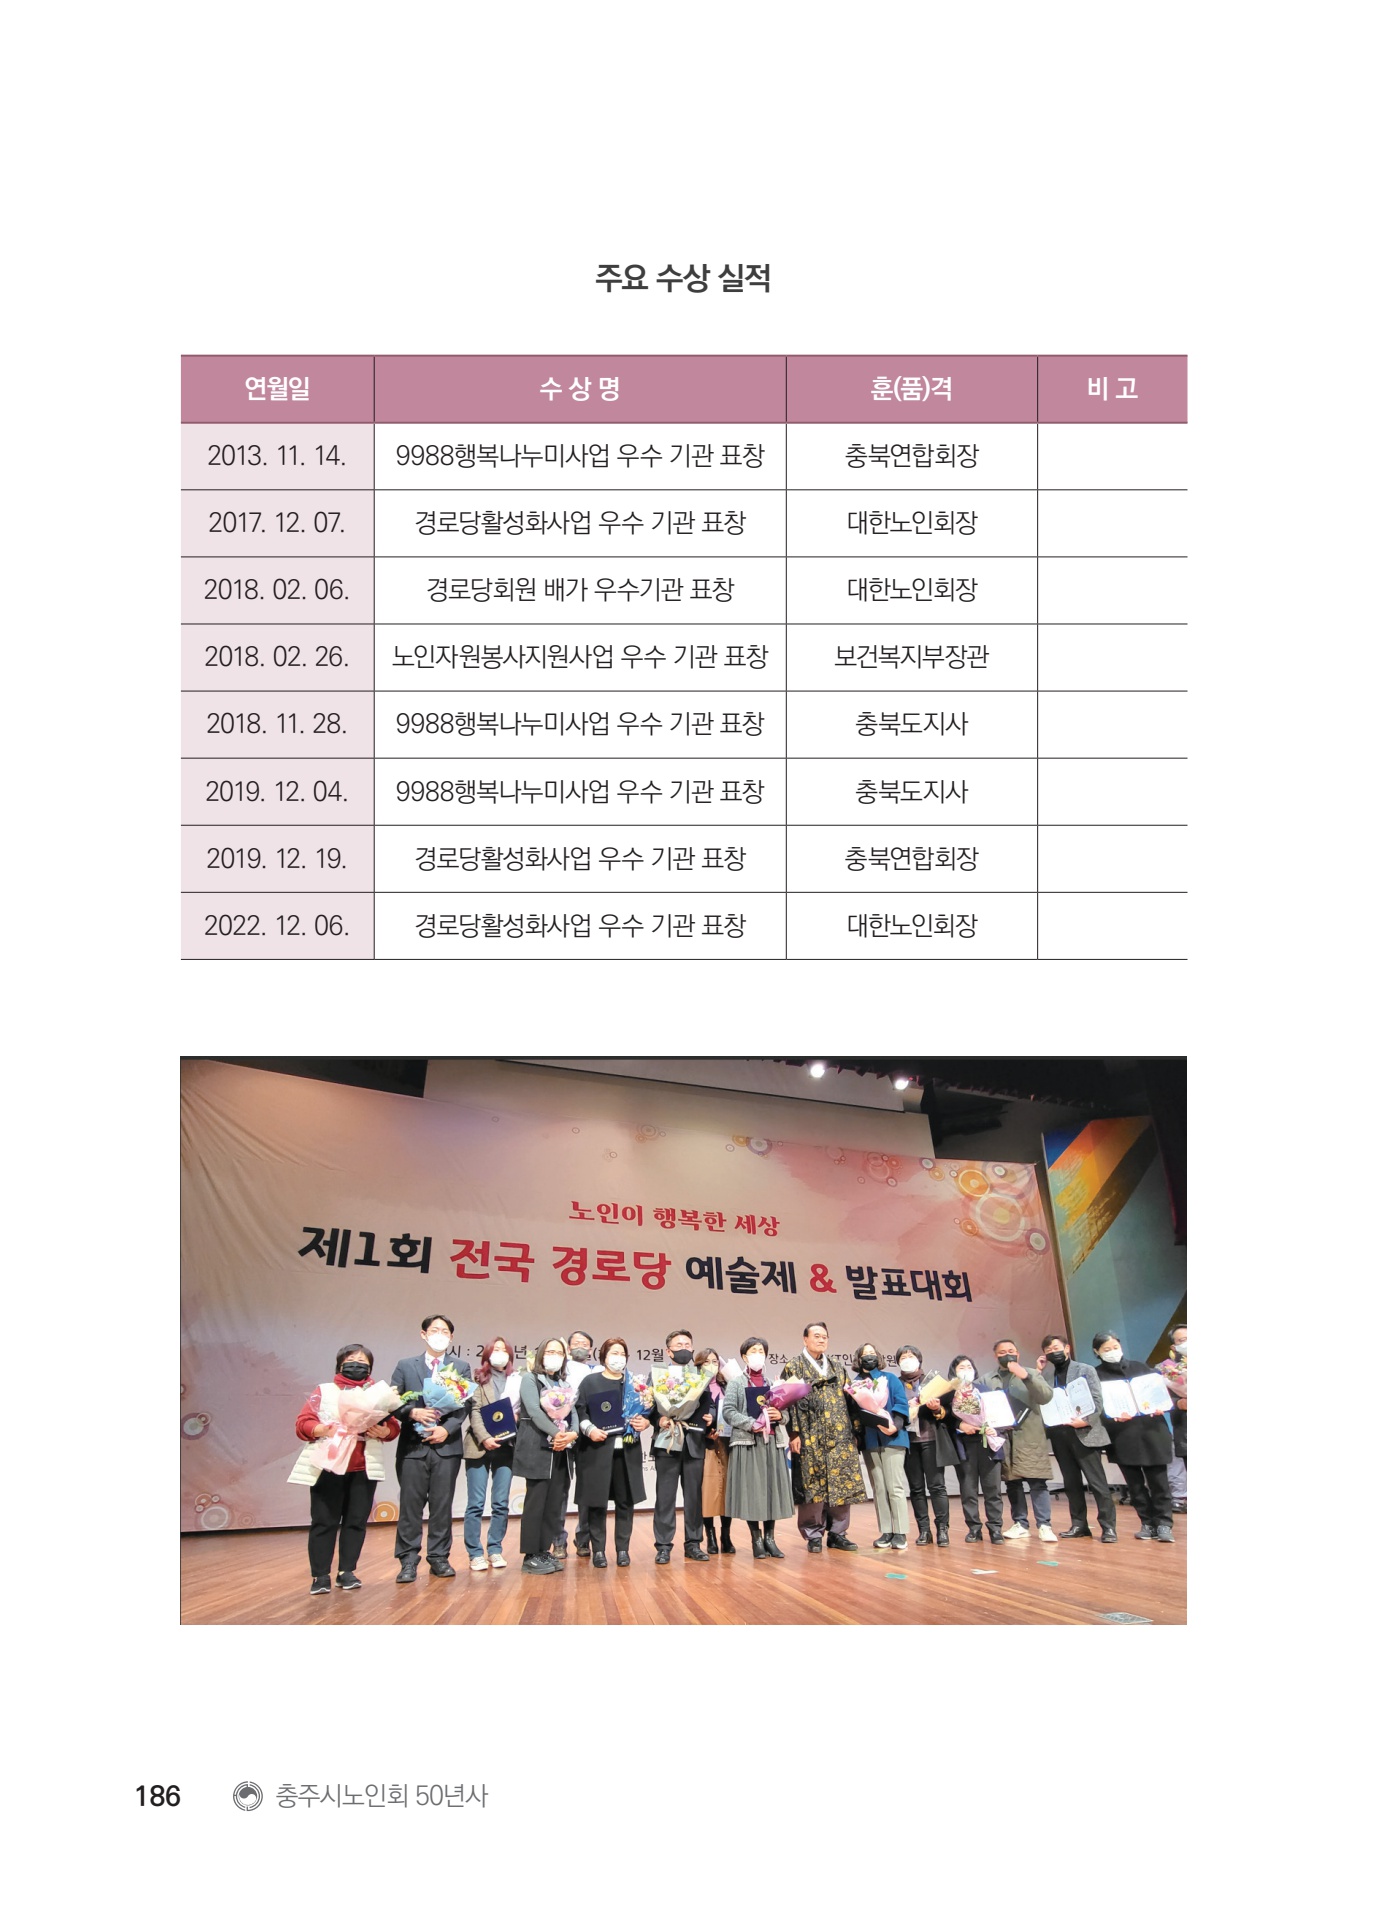 주요 수상 실적
연월일 수 상 명 훈(품)격 비 고
2013. 11. 14. 9988행복나누미사업 우수 기관 표창 충북연합회장
2017. 12. 07. 경로당활성화사업 우수 기관 표창 대한노인회장
2018. 02. 06. 경로당회원 배가 우수기관 표창 대한노인회장
2018. 02. 26. 노인자원봉사지원사업 우수 기관 표창 보건복지부장관
2018. 11. 28. 9988행복나누미사업 우수 기관 표창 충북도지사
2019. 12. 04. 9988행복나누미사업 우수 기관 표창 충북도지사
2019. 12. 19. 경로당활성화사업 우수 기관 표창 충북연합회장
2022. 12. 06. 경로당활성화사업 우수 기관 표창 대한노인회장
노인이 행복한 세상
제1회 전국 경로당 예술제 & 발표대회
시 : 2 년 12월 장소
186 충주시노인회 50년사